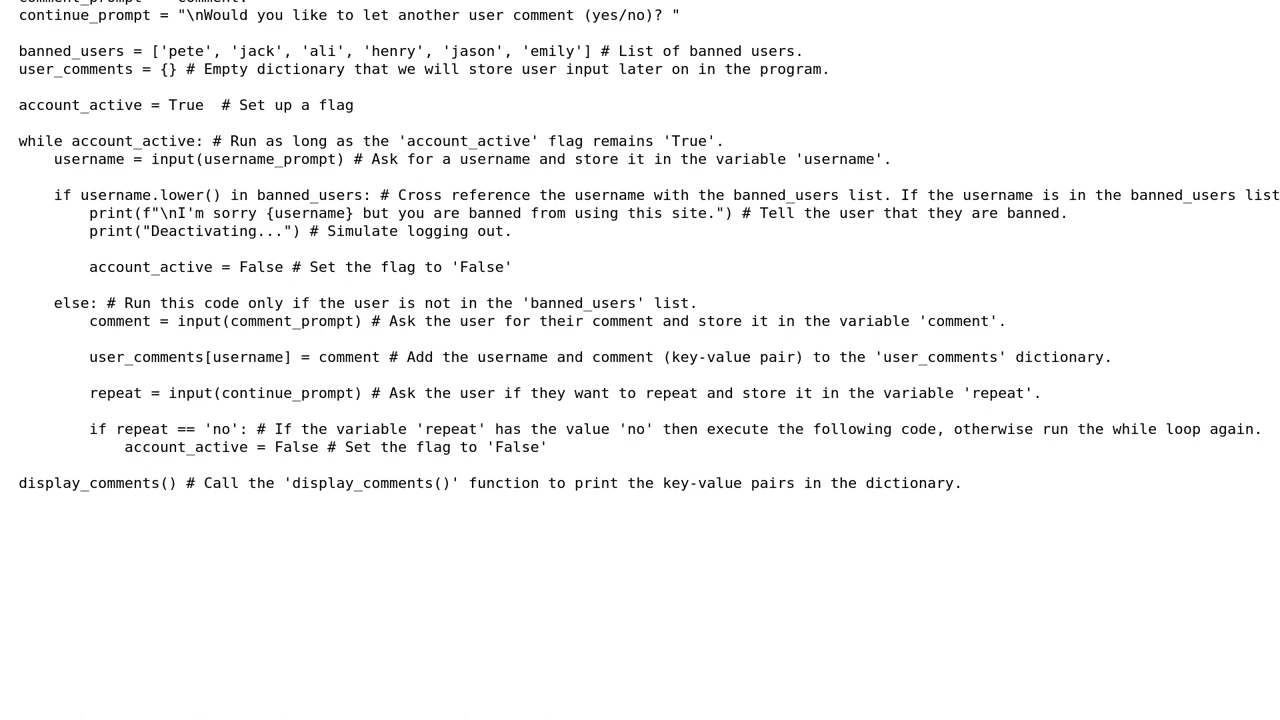 continue_prompt = "\nWould you like to let another user comment (yes/no)? "
banned_users = ['pete', 'jack', 'ali', 'henry', 'jason', 'emily'] # List of banned users.
user_comments = {} # Empty dictionary that we will store user input later on in the program.
account_active = True  # Set up a flag
while account_active: # Run as long as the 'account_active' flag remains 'True'.
    username = input(username_prompt) # Ask for a username and store it in the variable 'username'.
    if username.lower() in banned_users: # Cross reference the username with the banned_users list. If the username is in the banned_users list
        print(f"\nI'm sorry {username} but you are banned from using this site.") # Tell the user that they are banned.
        print("Deactivating...") # Simulate logging out.
        account_active = False # Set the flag to 'False'
    else: # Run this code only if the user is not in the 'banned_users' list.
        comment = input(comment_prompt) # Ask the user for their comment and store it in the variable 'comment'.
        user_comments[username] = comment # Add the username and comment (key-value pair) to the 'user_comments' dictionary.
        repeat = input(continue_prompt) # Ask the user if they want to repeat and store it in the variable 'repeat'.
        if repeat == 'no': # If the variable 'repeat' has the value 'no' then execute the following code, otherwise run the while loop again.
            account_active = False # Set the flag to 'False'
display_comments() # Call the 'display_comments()' function to print the key-value pairs in the dictionary.